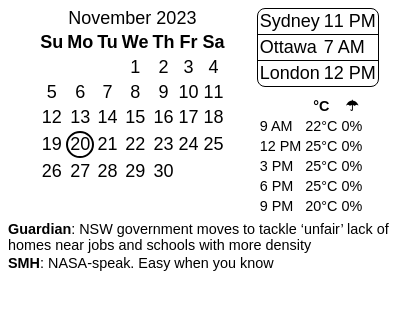 November 2023
Su Mo Tu We Th Fr Sa
1 2 3 4
5 6 7 8 9 10 11
12 13 14 15 16 17 18
19 20 21 22 23 24 25
26 27 28 29 30
Sydney 11 PM
Ottawa 7 AM
London 12 PM
°C ☂
9 AM 22°C 0%
12 PM 25°C 0%
3 PM 25°C 0%
6 PM 25°C 0%
9 PM 20°C 0%
Guardian: NSW government moves to tackle ‘unfair’ lack of
homes near jobs and schools with more density
SMH: NASA-speak. Easy when you know